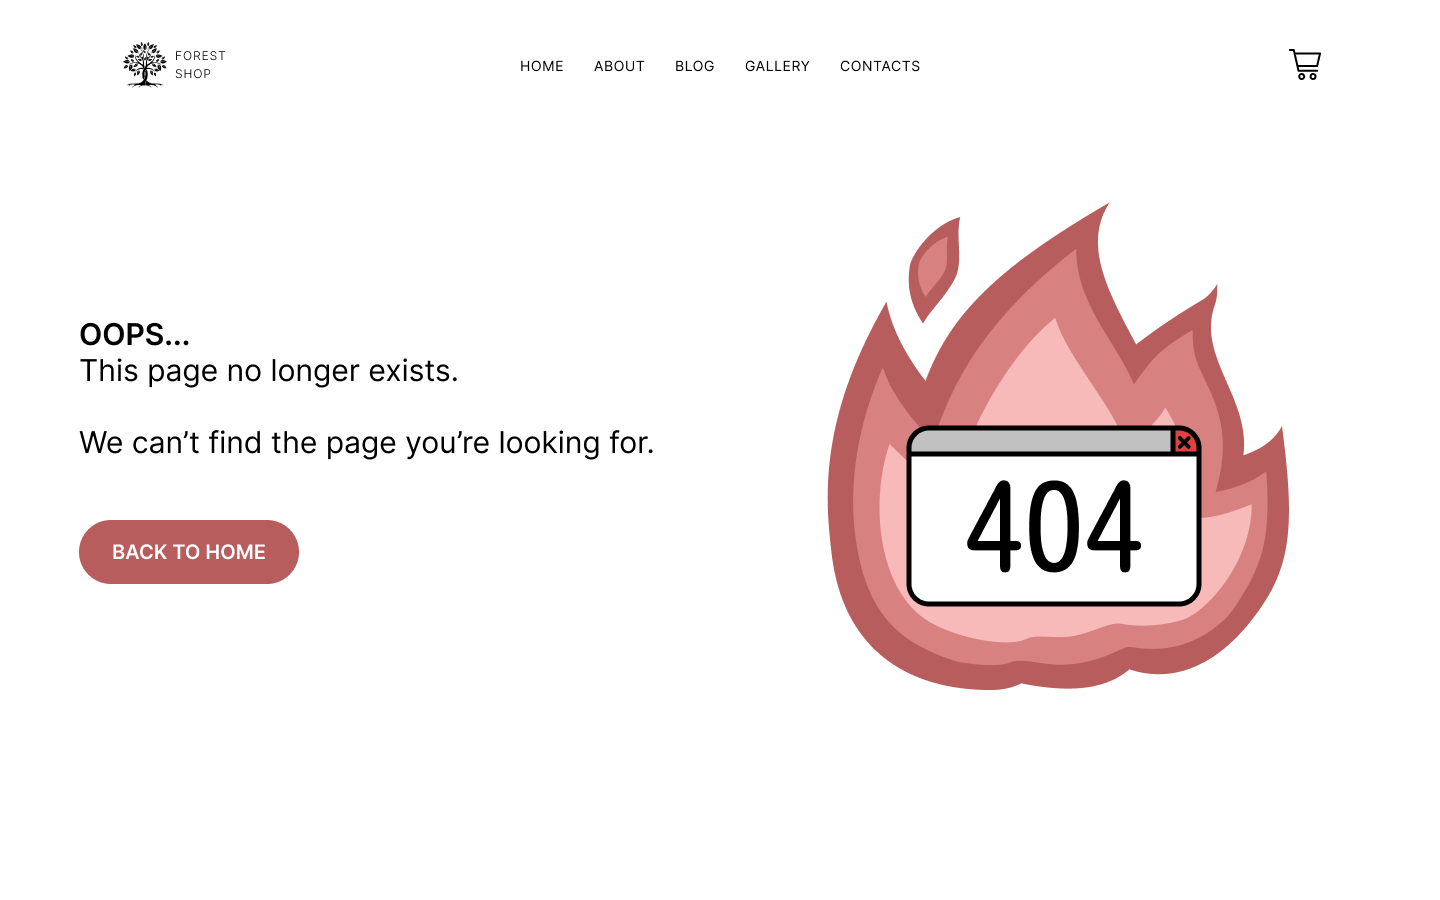 FOREST
SHOP
HOME ABOUT BLOG GALLERY CONTACTS
OOPS...
This page no longer exists.
We can’t find the page you’re looking for.
BACK TO HOME
404